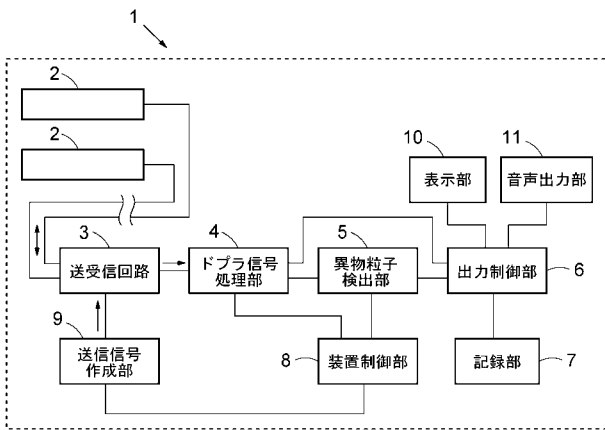 1
2
2
10
11
表示部
音声出力部
3
4
5
送受信回路
ドプラ信号
処理部
異物粒子
検出部
出力制御部
6
9
送信信号
作成部
8
装置制御部
記録部
7